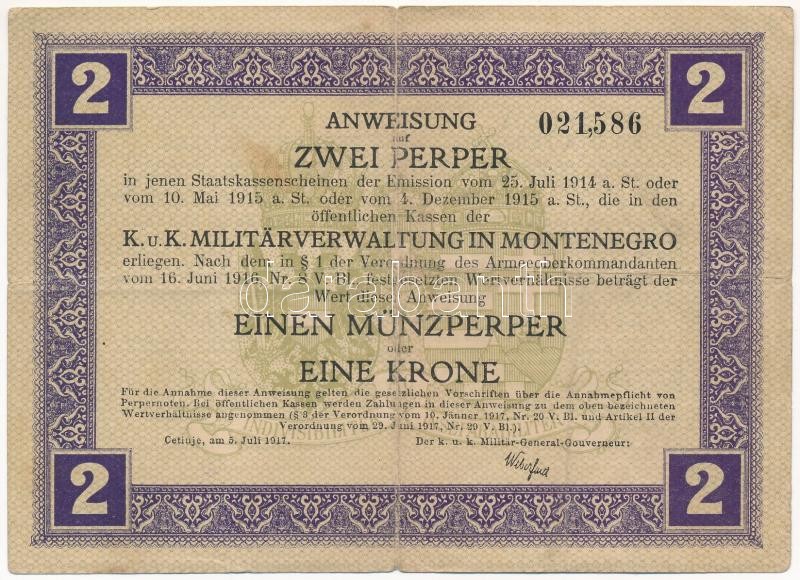 2 2
ANWEISUNG 021,586
auf
ZWEI PERPER
in jenen Staatskassenscheinen der Emission vom 25. Juli 1914 a. St. oder
vom 10. Mai 1915 a. St. oder vom 4. Dezember 1915 a. St., die in den
öffentlichen Kassen der
K.u.K. MILITÄRVERWALTUNG IN MONTENEGRO
erliegen. Nach dem in § 1 der Verordnung des Armeeoberkommandanten
vom 16. Juni 1916, Nr. 8 V. Bl. festgesetzten Wertverhältnisse beträgt der
Wert dieser Anweisung
EINEN MÜNZPERPER
oder
EINE KRONE
Für die Annahme dieser Anweisung gelten die gesetzlichen Vorschriften über die Annahmepflicht von
Perpernoten. Bei öffentlichen Kassen werden Zahlungen in dieser Anweisung zu dem oben bezeichneten
Wertverhältnisse angenommen (§ 8 der Verordnung vom 10. Jänner 1917, Nr. 20 V. Bl. und Artikel II der
Verordnung vom 29. Juni 1917, Nr. 29 V. Bl.).
Cetinje, am 5. Juli 1917. Der k. u. k. Militär-General-Gouverneur:
2 2
darabanth